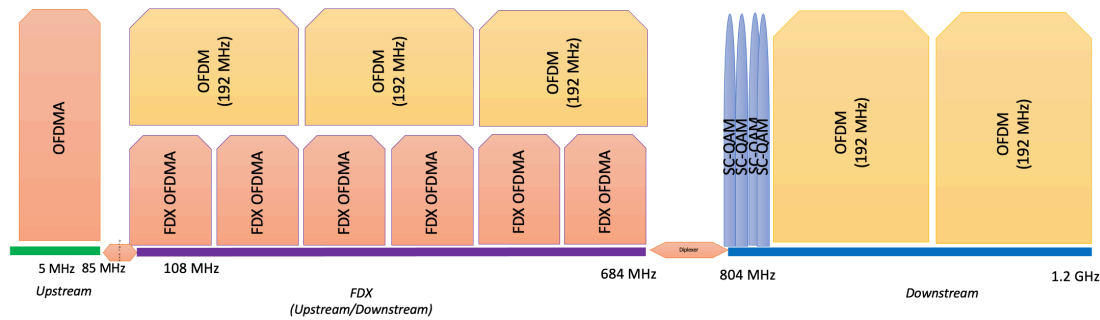 OFDMA
OFDM
(192 MHz)
OFDM
(192 MHz)
OFDM
(192 MHz)
FDX OFDMA
FDX OFDMA
FDX OFDMA
FDX OFDMA
FDX OFDMA
FDX OFDMA
SC-QAM
SC-QAM
SC-QAM
SC-QAM
OFDM
(192 MHz)
OFDM
(192 MHz)
Diplexer
5 MHz
85 MHz
108 MHz
684 MHz
804 MHz
1.2 GHz
Upstream
FDX
(Upstream/Downstream)
Downstream